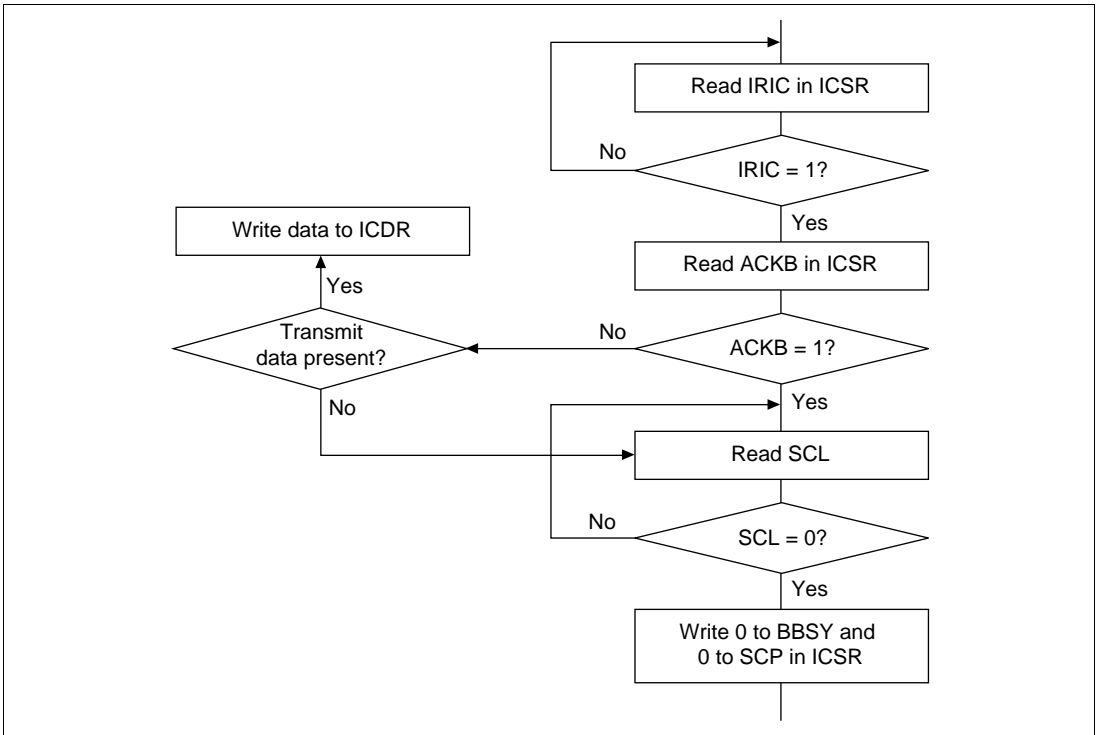 Read IRIC in ICSR
No
IRIC = 1?
Yes
Write data to ICDR
Read ACKB in ICSR
Yes
Transmit
data present?
No
ACKB = 1?
Yes
No
Read SCL
No
SCL = 0?
Yes
Write 0 to BBSY and
0 to SCP in ICSR